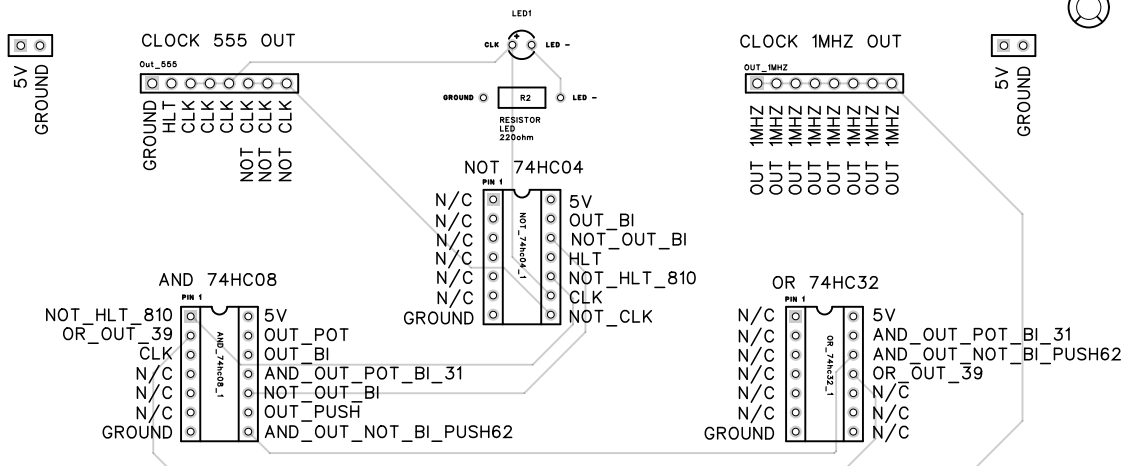 LED1
CLOCK 555 OUT
CLOCK 1MHZ OUT
CLK
+
LED -
Out_555
OUT_1MHZ
5V
GROUND
5V
GROUND
GROUND
R2
LED -
GROUND
HLT
CLK
CLK
CLK
NOT CLK
NOT CLK
NOT CLK
RESISTOR
LED
220ohm
OUT 1MHZ
OUT 1MHZ
OUT 1MHZ
OUT 1MHZ
OUT 1MHZ
OUT 1MHZ
OUT 1MHZ
OUT 1MHZ
NOT 74HC04
PIN 1
N/C
N/C
N/C
N/C
N/C
N/C
GROUND
NOT_74hc04_1
5V
OUT_BI
NOT_OUT_BI
HLT
NOT_HLT_810
CLK
NOT_CLK
AND 74HC08
PIN 1
NOT_HLT_810
OR_OUT_39
CLK
N/C
N/C
N/C
GROUND
AND_74hc08_1
5V
OUT_POT
OUT_BI
AND_OUT_POT_BI_31
NOT_OUT_BI
OUT_PUSH
AND_OUT_NOT_BI_PUSH62
OR 74HC32
PIN 1
N/C
N/C
N/C
N/C
N/C
N/C
GROUND
OR_74hc32_1
5V
AND_OUT_POT_BI_31
AND_OUT_NOT_BI_PUSH62
OR_OUT_39
N/C
N/C
N/C